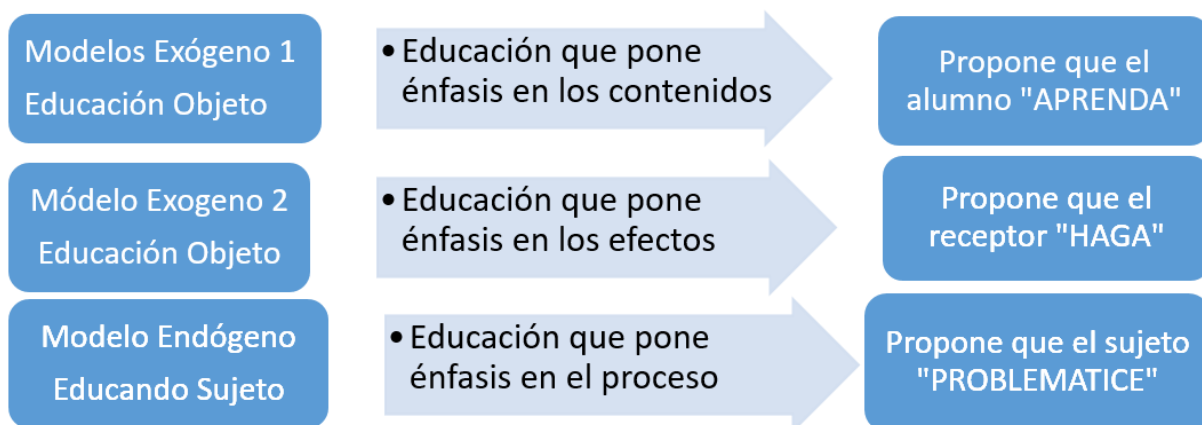 Modelos Exógeno 1
Educación Objeto
• Educación que pone
énfasis en los contenidos
Propone que el
alumno "APRENDA"
Módelo Exogeno 2
Educación Objeto
• Educación que pone
énfasis en los efectos
Propone que el
receptor "HAGA"
Modelo Endógeno
Educando Sujeto
• Educación que pone
énfasis en el proceso
Propone que el sujeto
"PROBLEMATICE"